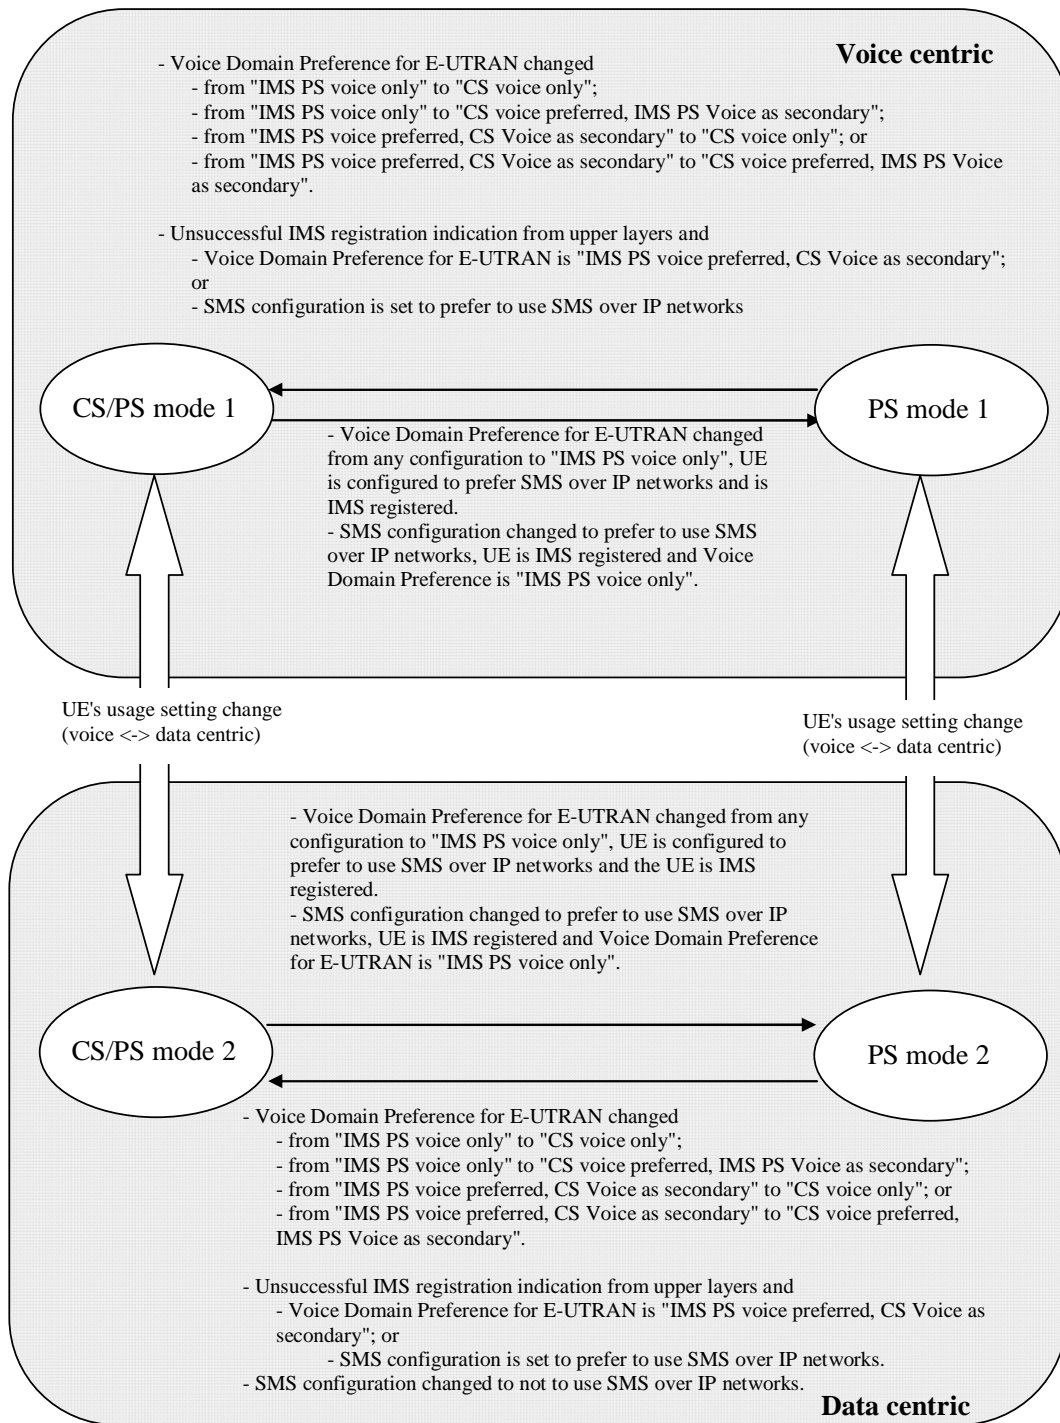 Voice centric
- Voice Domain Preference for E-UTRAN changed
- from "IMS PS voice only" to "CS voice only";
- from "IMS PS voice only" to "CS voice preferred, IMS PS Voice as secondary";
- from "IMS PS voice preferred, CS Voice as secondary" to "CS voice only"; or
- from "IMS PS voice preferred, CS Voice as secondary" to "CS voice preferred, IMS PS Voice
as secondary".
- Unsuccessful IMS registration indication from upper layers and
- Voice Domain Preference for E-UTRAN is "IMS PS voice preferred, CS Voice as secondary";
or
- SMS configuration is set to prefer to use SMS over IP networks
CS/PS mode 1
PS mode 1
- Voice Domain Preference for E-UTRAN changed
from any configuration to "IMS PS voice only", UE
is configured to prefer SMS over IP networks and is
IMS registered.
- SMS configuration changed to prefer to use SMS
over IP networks, UE is IMS registered and Voice
Domain Preference is "IMS PS voice only".
UE's usage setting change
(voice <-> data centric)
UE's usage setting change
(voice <-> data centric)
- Voice Domain Preference for E-UTRAN changed from any
configuration to "IMS PS voice only", UE is configured to
prefer to use SMS over IP networks and the UE is IMS
registered.
- SMS configuration changed to prefer to use SMS over IP
networks, UE is IMS registered and Voice Domain Preference
for E-UTRAN is "IMS PS voice only".
CS/PS mode 2
PS mode 2
- Voice Domain Preference for E-UTRAN changed
- from "IMS PS voice only" to "CS voice only";
- from "IMS PS voice only" to "CS voice preferred, IMS PS Voice as secondary";
- from "IMS PS voice preferred, CS Voice as secondary" to "CS voice only"; or
- from "IMS PS voice preferred, CS Voice as secondary" to "CS voice preferred,
IMS PS Voice as secondary".
- Unsuccessful IMS registration indication from upper layers and
- Voice Domain Preference for E-UTRAN is "IMS PS voice preferred, CS Voice as
secondary"; or
- SMS configuration is set to prefer to use SMS over IP networks.
- SMS configuration changed to not to use SMS over IP networks.
Data centric